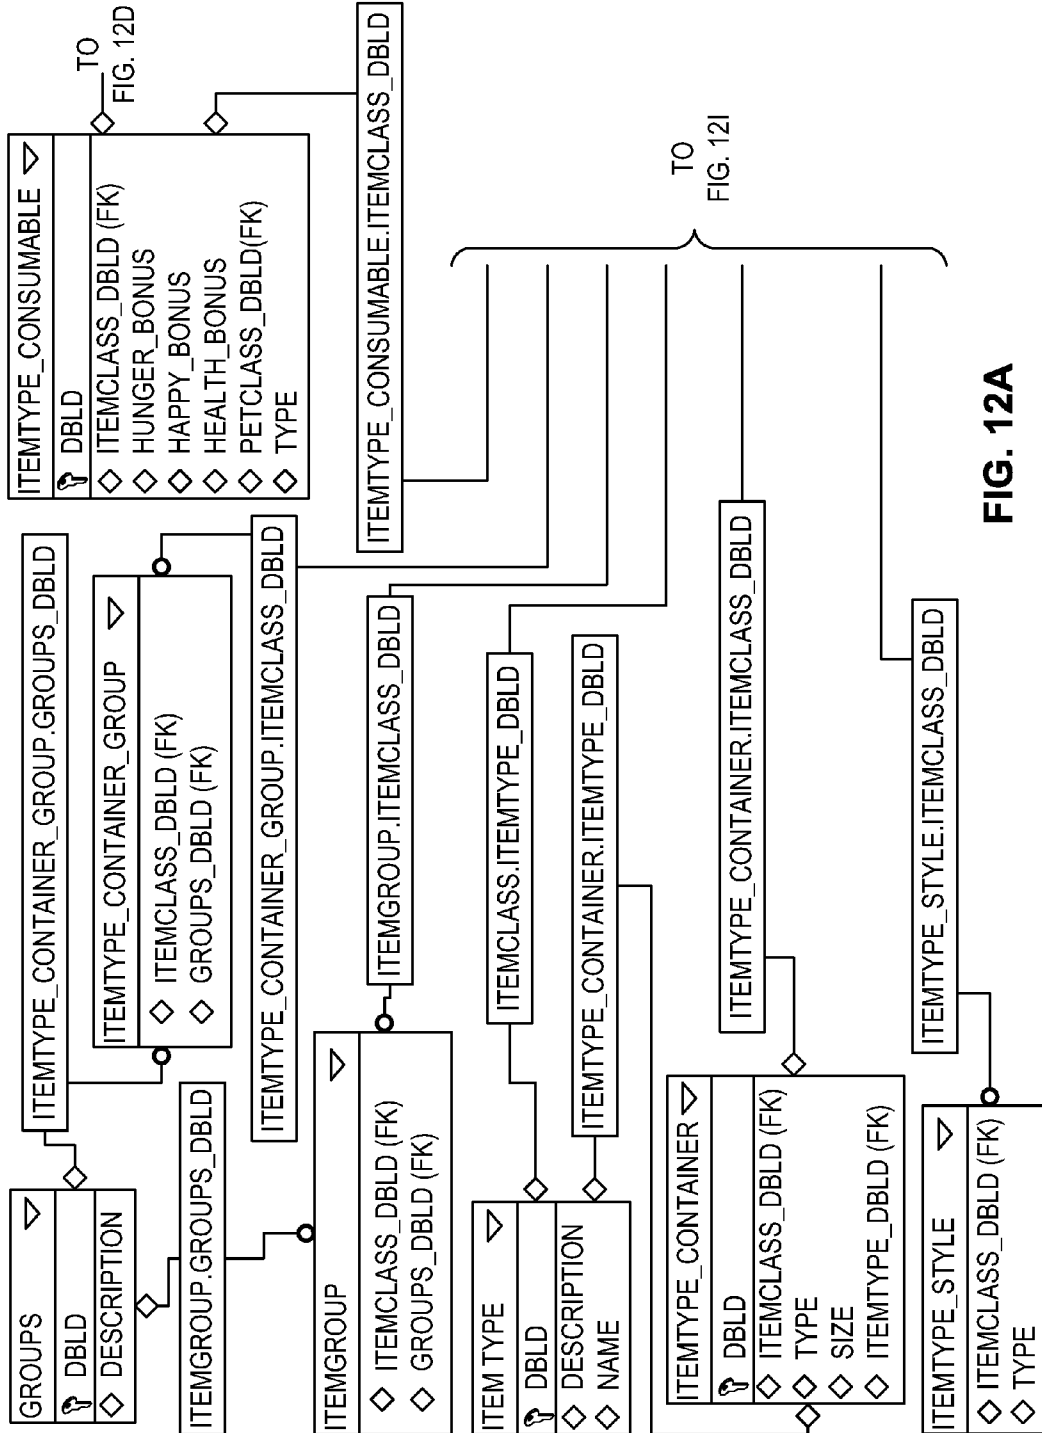 GROUPS
DBLD
DESCRIPTION
ITEMTYPE_CONTAINER_GROUP.GROUPS_DBLD
ITEMTYPE_CONTAINER_GROUP
ITEMCLASS_DBLD (FK)
GROUPS_DBLD (FK)
ITEMTYPE_CONSUMABLE
DBLD
ITEMCLASS_DBLD (FK)
HUNGER_BONUS
HAPPY_BONUS
HEALTH_BONUS
PETCLASS_DBLD(FK)
TYPE
TO
FIG. 12D
ITEMGROUP.GROUPS_DBLD
ITEMTYPE_CONTAINER_GROUP.ITEMCLASS_DBLD
ITEMTYPE_CONSUMABLE.ITEMCLASS_DBLD
ITEMGROUP
ITEMCLASS_DBLD (FK)
GROUPS_DBLD (FK)
ITEMGROUP.ITEMCLASS_DBLD
ITEM TYPE
DBLD
DESCRIPTION
NAME
ITEMCLASS.ITEMTYPE_DBLD
ITEMTYPE_CONTAINER.ITEMTYPE_DBLD
TO
FIG. 12I
ITEMTYPE_CONTAINER
DBLD
ITEMCLASS_DBLD (FK)
TYPE
SIZE
ITEMTYPE_DBLD (FK)
ITEMTYPE_CONTAINER.ITEMCLASS_DBLD
ITEMTYPE_STYLE
ITEMCLASS_DBLD (FK)
TYPE
ITEMTYPE_STYLE.ITEMCLASS_DBLD
FIG. 12A